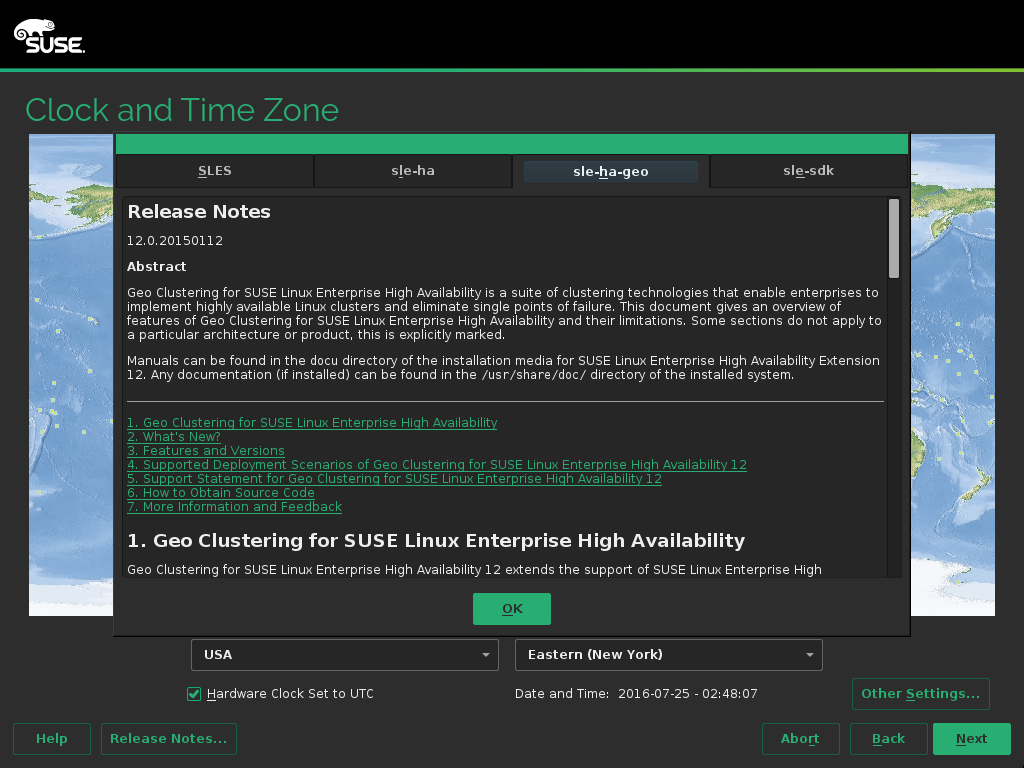 SUSE
Clock and Time Zone
SLES
sle-ha
sle-ha-geo
sle-sdk
Release Notes
12.0.20150112
Abstract
Geo Clustering for SUSE Linux Enterprise High Availability is a suite of clustering technologies that enable enterprises to
implement highly available Linux clusters and eliminate single points of failure. This document gives an overview of
features of Geo Clustering for SUSE Linux Enterprise High Availability and their limitations. Some sections do not apply to
a particular architecture or product, this is explicitly marked.
Manuals can be found in the docu directory of the installation media for SUSE Linux Enterprise High Availability Extension
12. Any documentation (if installed) can be found in the /usr/share/doc/ directory of the installed system.
1. Geo Clustering for SUSE Linux Enterprise High Availability
2. What's New?
3. Features and Versions
4. Supported Deployment Scenarios of Geo Clustering for SUSE Linux Enterprise High Availability 12
5. Support Statement for Geo Clustering for SUSE Linux Enterprise High Availability 12
6. How to Obtain Source Code
7. More Information and Feedback
1. Geo Clustering for SUSE Linux Enterprise High Availability
Geo Clustering for SUSE Linux Enterprise High Availability 12 extends the support of SUSE Linux Enterprise High
OK
USA
Eastern (New York)
Hardware Clock Set to UTC
Date and Time: 2016-07-25 - 02:48:07
Other Settings...
Help
Release Notes...
Abort
Back
Next